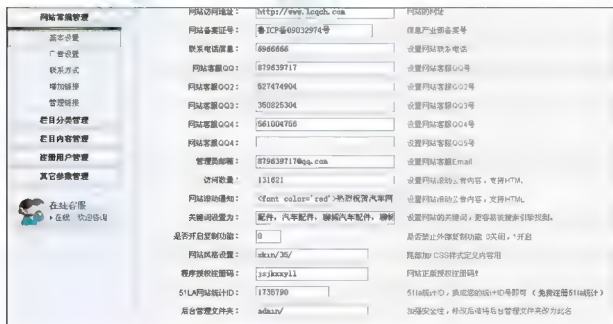 网站常规管理
基本设置
广告设置
联系方式
增加链接
管理链接
栏目分类管理
栏目内容管理
注册用户管理
其它参数管理
在线客服
在线 欢迎咨询
网站访问地址： http://www.lcqch.com 网站的网址
网站备案证号： 鲁ICP备09032974号 信息产业部备案号
联系电话信息： 6966666 设置网站联系电话
网站客服QQ： 879639717 设置网站客服QQ号
网站客服QQ2： 527474904 设置网站客服QQ2号
网站客服QQ3： 350825304 设置网站客服QQ3号
网站客服QQ4： 561004756 设置网站客服QQ4号
网站客服QQ4： 设置网站客服QQ5号
管理员邮箱： 879639717@qq.com 设置网站客服Email
访问数量： 131621 设置网站滚动公告内容，支持HTML
网站滚动通知： <font color='red'>热烈祝贺汽车网 设置网站滚动公告内容，支持HTML
关键词设置为： 配件，汽车配件，聊城汽车配件，聊城 设置网站的关键词，更容易被搜索引擎找到。
是否开启复制功能： 0 是否禁止外部复制功能 0关闭，1开启
网站风格设置： skin/35/ 尾部加/ CSS样式定义内容用
程序授权注册码： jsjkxxyll 网站正版授权注册码!
51LA网站统计ID： 1735790 51la统计ID，换成您的统计ID号即可（免费注册51la统计）
后台管理文件夹： admin/ 加强安全性，修改后请将后台管理文件夹改为此名